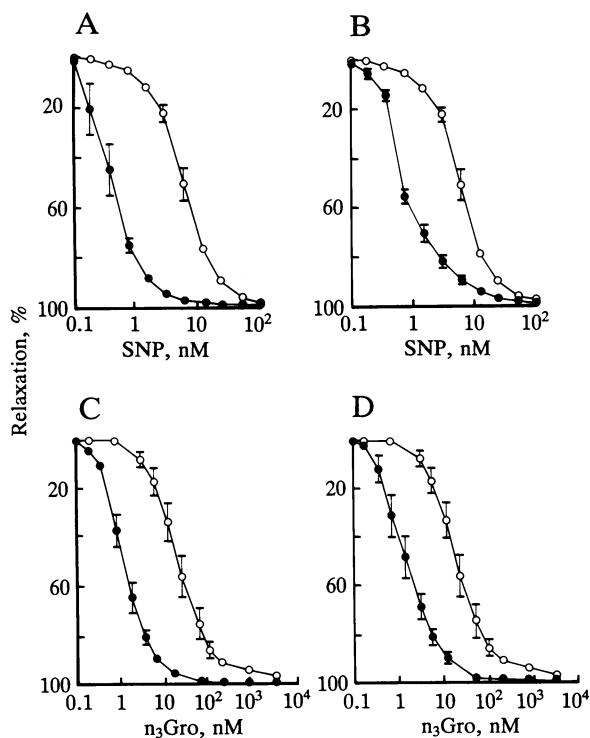 A B
20 20
60 60
100 100
0.1 1 10 10² 0.1 1 10 10²
SNP, nM SNP, nM
Relaxation, %
C D
20 20
60 60
100 100
0.1 1 10 10² 10³ 10⁴ 0.1 1 10 10² 10³ 10⁴
n₃Gro, nM n₃Gro, nM